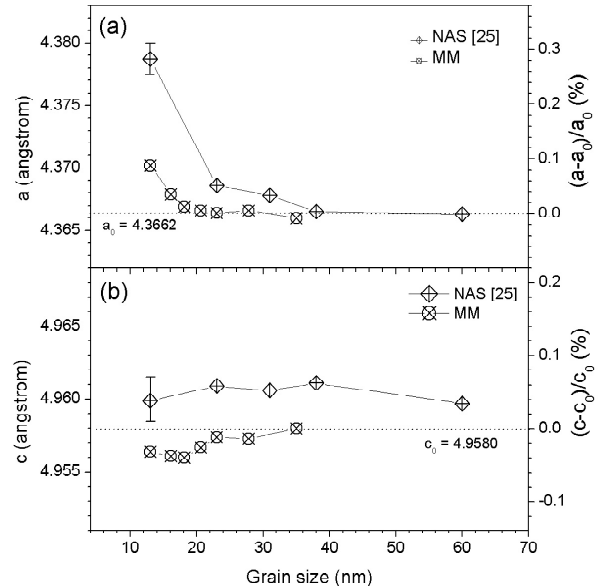 (a)
NAS [25]
MM
4.380
4.375
4.370
4.365
a (angstrom)
0.3
0.2
0.1
0.0
(a-a0)/a0 (%)
a0 = 4.3662
(b)
NAS [25]
MM
4.965
4.960
4.955
c (angstrom)
0.2
0.1
0.0
-0.1
(c-c0)/c0 (%)
c0 = 4.9580
10 20 30 40 50 60 70
Grain size (nm)